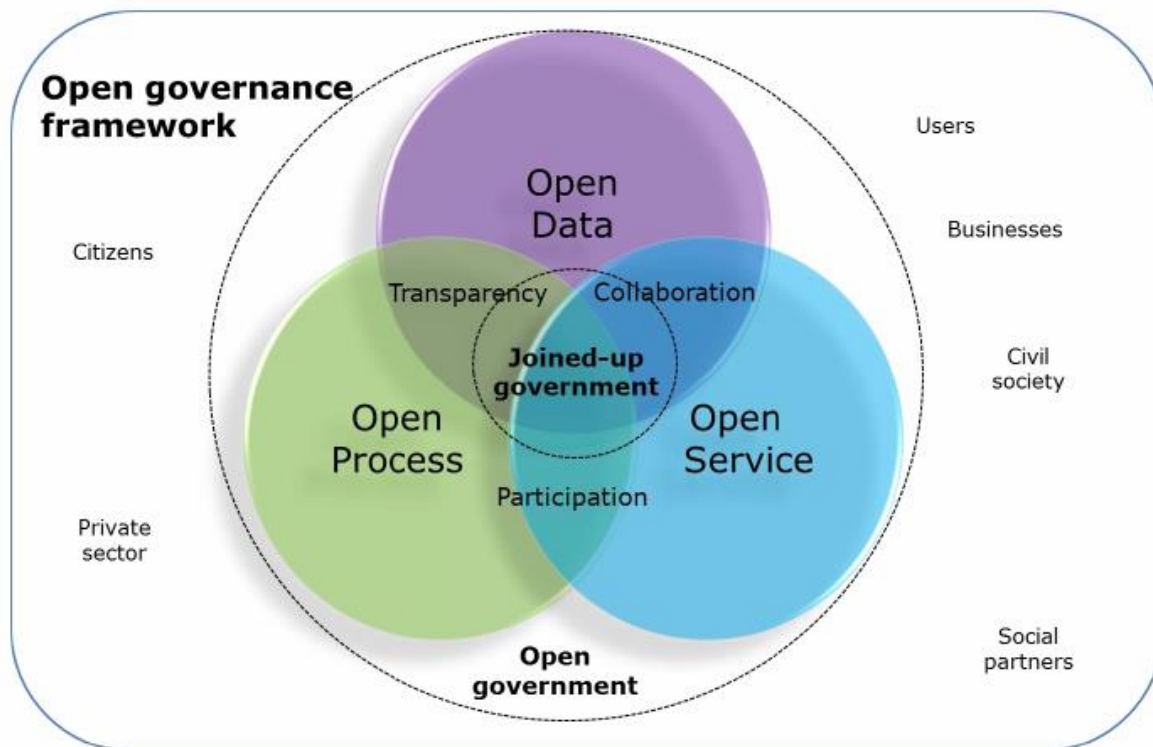 Open governance
framework
Users
Citizens
Businesses
Open
Data
Transparency
Collaboration
Joined-up
government
Civil
society
Open
Process
Open
Service
Participation
Private
sector
Open
government
Social
partners